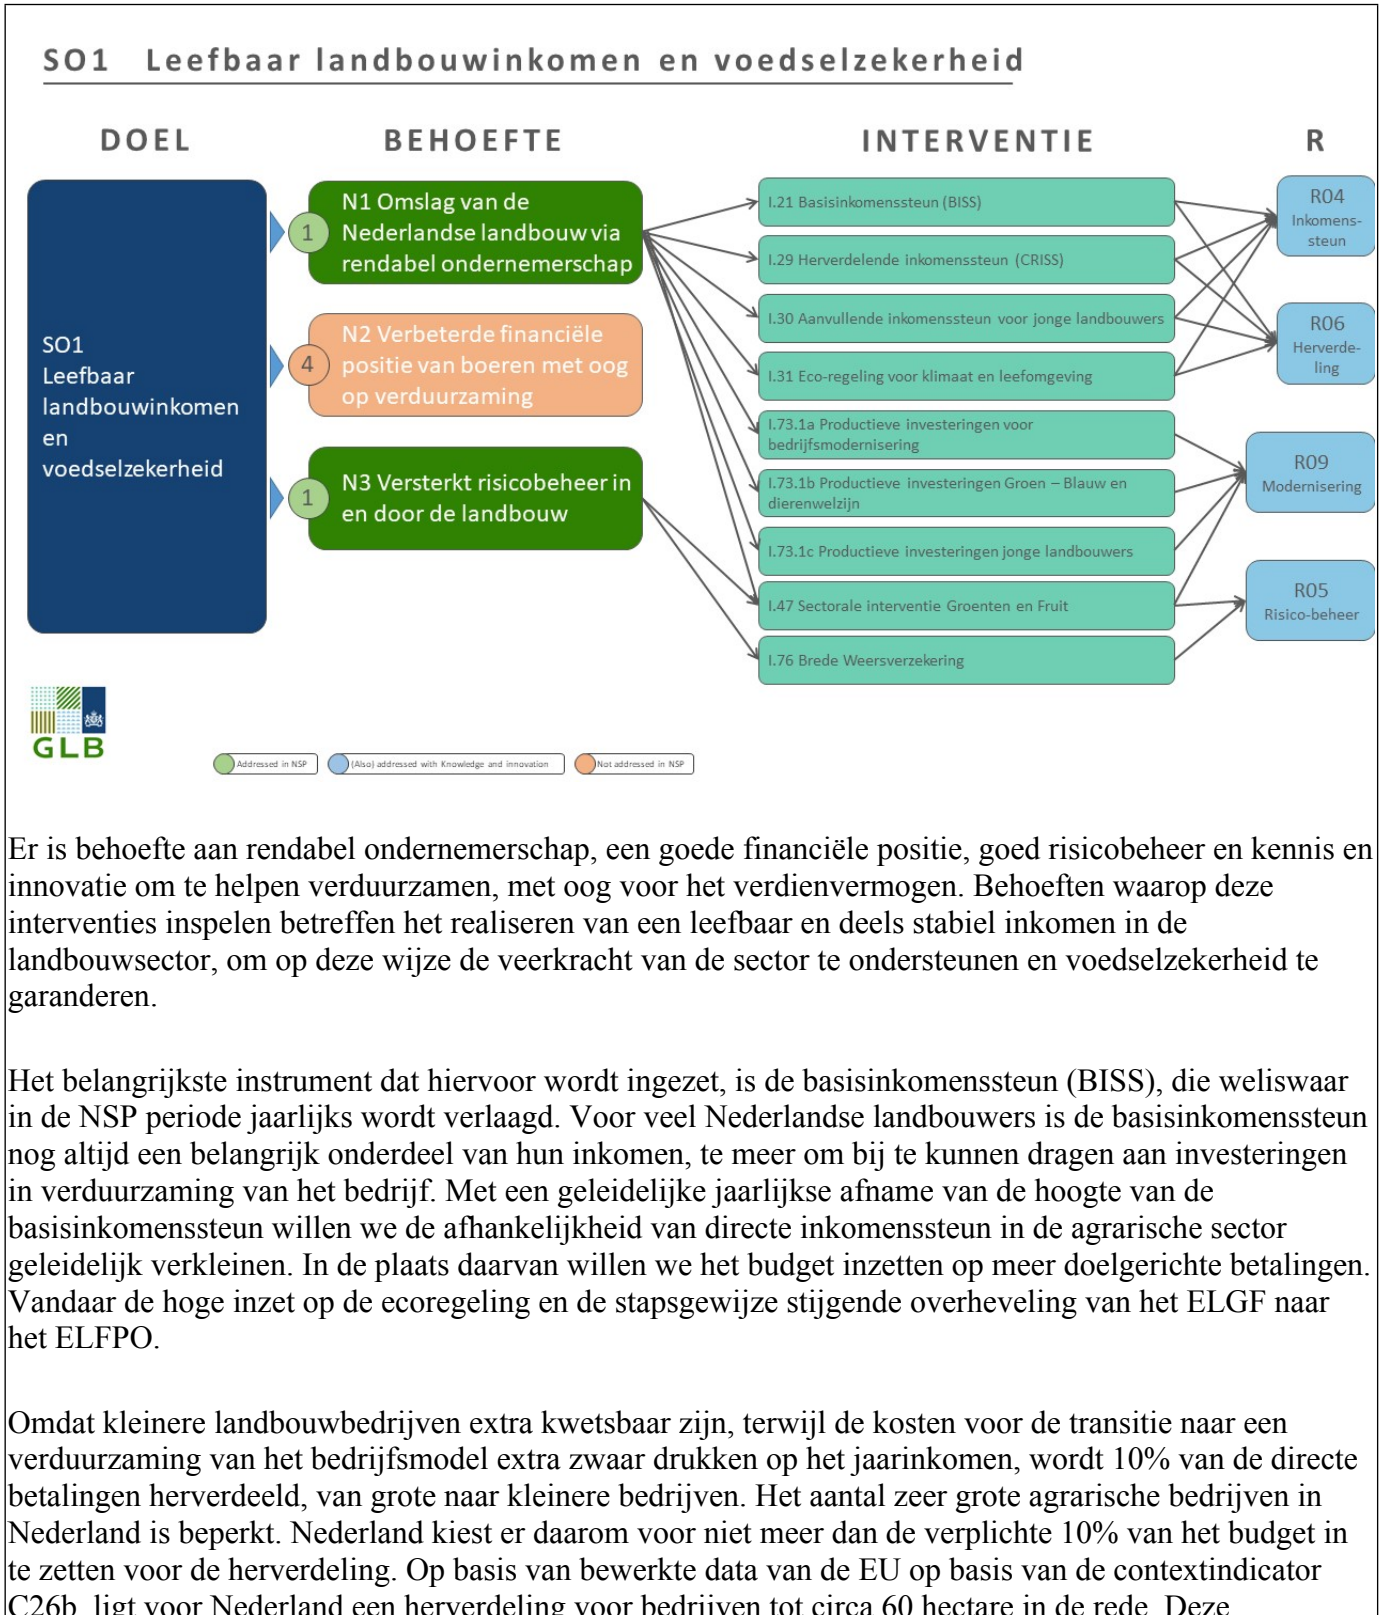 SO1 Leefbaar landbouwinkomen en voedselzekerheid
DOEL
BEHOEFTE
INTERVENTIE
R
SO1
Leefbaar
landbouwinkomen
en
voedselzekerheid
1
N1 Omslag van de
Nederlandse landbouw via
rendabel ondernemerschap
4
N2 Verbeterde financiële
positie van boeren met oog
op verduurzaming
1
N3 Versterkt risicobeheer in
en door de landbouw
I.21 Basisinkomenssteun (BISS)
I.29 Herverdelende inkomenssteun (CRISS)
I.30 Aanvullende inkomenssteun voor jonge landbouwers
I.31 Eco-regeling voor klimaat en leefomgeving
I.73.1a Productieve investeringen voor
bedrijfsmodernisering
I.73.1b Productieve investeringen Groen – Blauw en
dierenwelzijn
I.73.1c Productieve investeringen jonge landbouwers
I.47 Sectorale interventie Groenten en Fruit
I.76 Brede Weersverzekering
R04
Inkomens-
steun
R06
Herverde-
ling
R09
Modernisering
R05
Risico-beheer
GLB
Addressed in NSP
(Also) addressed with Knowledge and innovation
Not addressed in NSP
Er is behoefte aan rendabel ondernemerschap, een goede financiële positie, goed risicobeheer en kennis en
innovatie om te helpen verduurzamen, met oog voor het verdienvermogen. Behoeften waarop deze
interventies inspelen betreffen het realiseren van een leefbaar en deels stabiel inkomen in de
landbouwsector, om op deze wijze de veerkracht van de sector te ondersteunen en voedselzekerheid te
garanderen.
Het belangrijkste instrument dat hiervoor wordt ingezet, is de basisinkomenssteun (BISS), die weliswaar
in de NSP periode jaarlijks wordt verlaagd. Voor veel Nederlandse landbouwers is de basisinkomenssteun
nog altijd een belangrijk onderdeel van hun inkomen, te meer om bij te kunnen dragen aan investeringen
in verduurzaming van het bedrijf. Met een geleidelijke jaarlijkse afname van de hoogte van de
basisinkomenssteun willen we de afhankelijkheid van directe inkomenssteun in de agrarische sector
geleidelijk verkleinen. In de plaats daarvan willen we het budget inzetten op meer doelgerichte betalingen.
Vandaar de hoge inzet op de ecoregeling en de stapsgewijze stijgende overheveling van het ELGF naar
het ELFPO.
Omdat kleinere landbouwbedrijven extra kwetsbaar zijn, terwijl de kosten voor de transitie naar een
verduurzaming van het bedrijfsmodel extra zwaar drukken op het jaarinkomen, wordt 10% van de directe
betalingen herverdeeld, van grote naar kleinere bedrijven. Het aantal zeer grote agrarische bedrijven in
Nederland is beperkt. Nederland kiest er daarom voor niet meer dan de verplichte 10% van het budget in
te zetten voor de herverdeling. Op basis van bewerkte data van de EU op basis van de contextindicator
C26b, ligt voor Nederland een herverdeling voor bedrijven tot circa 60 hectare in de rede. Deze